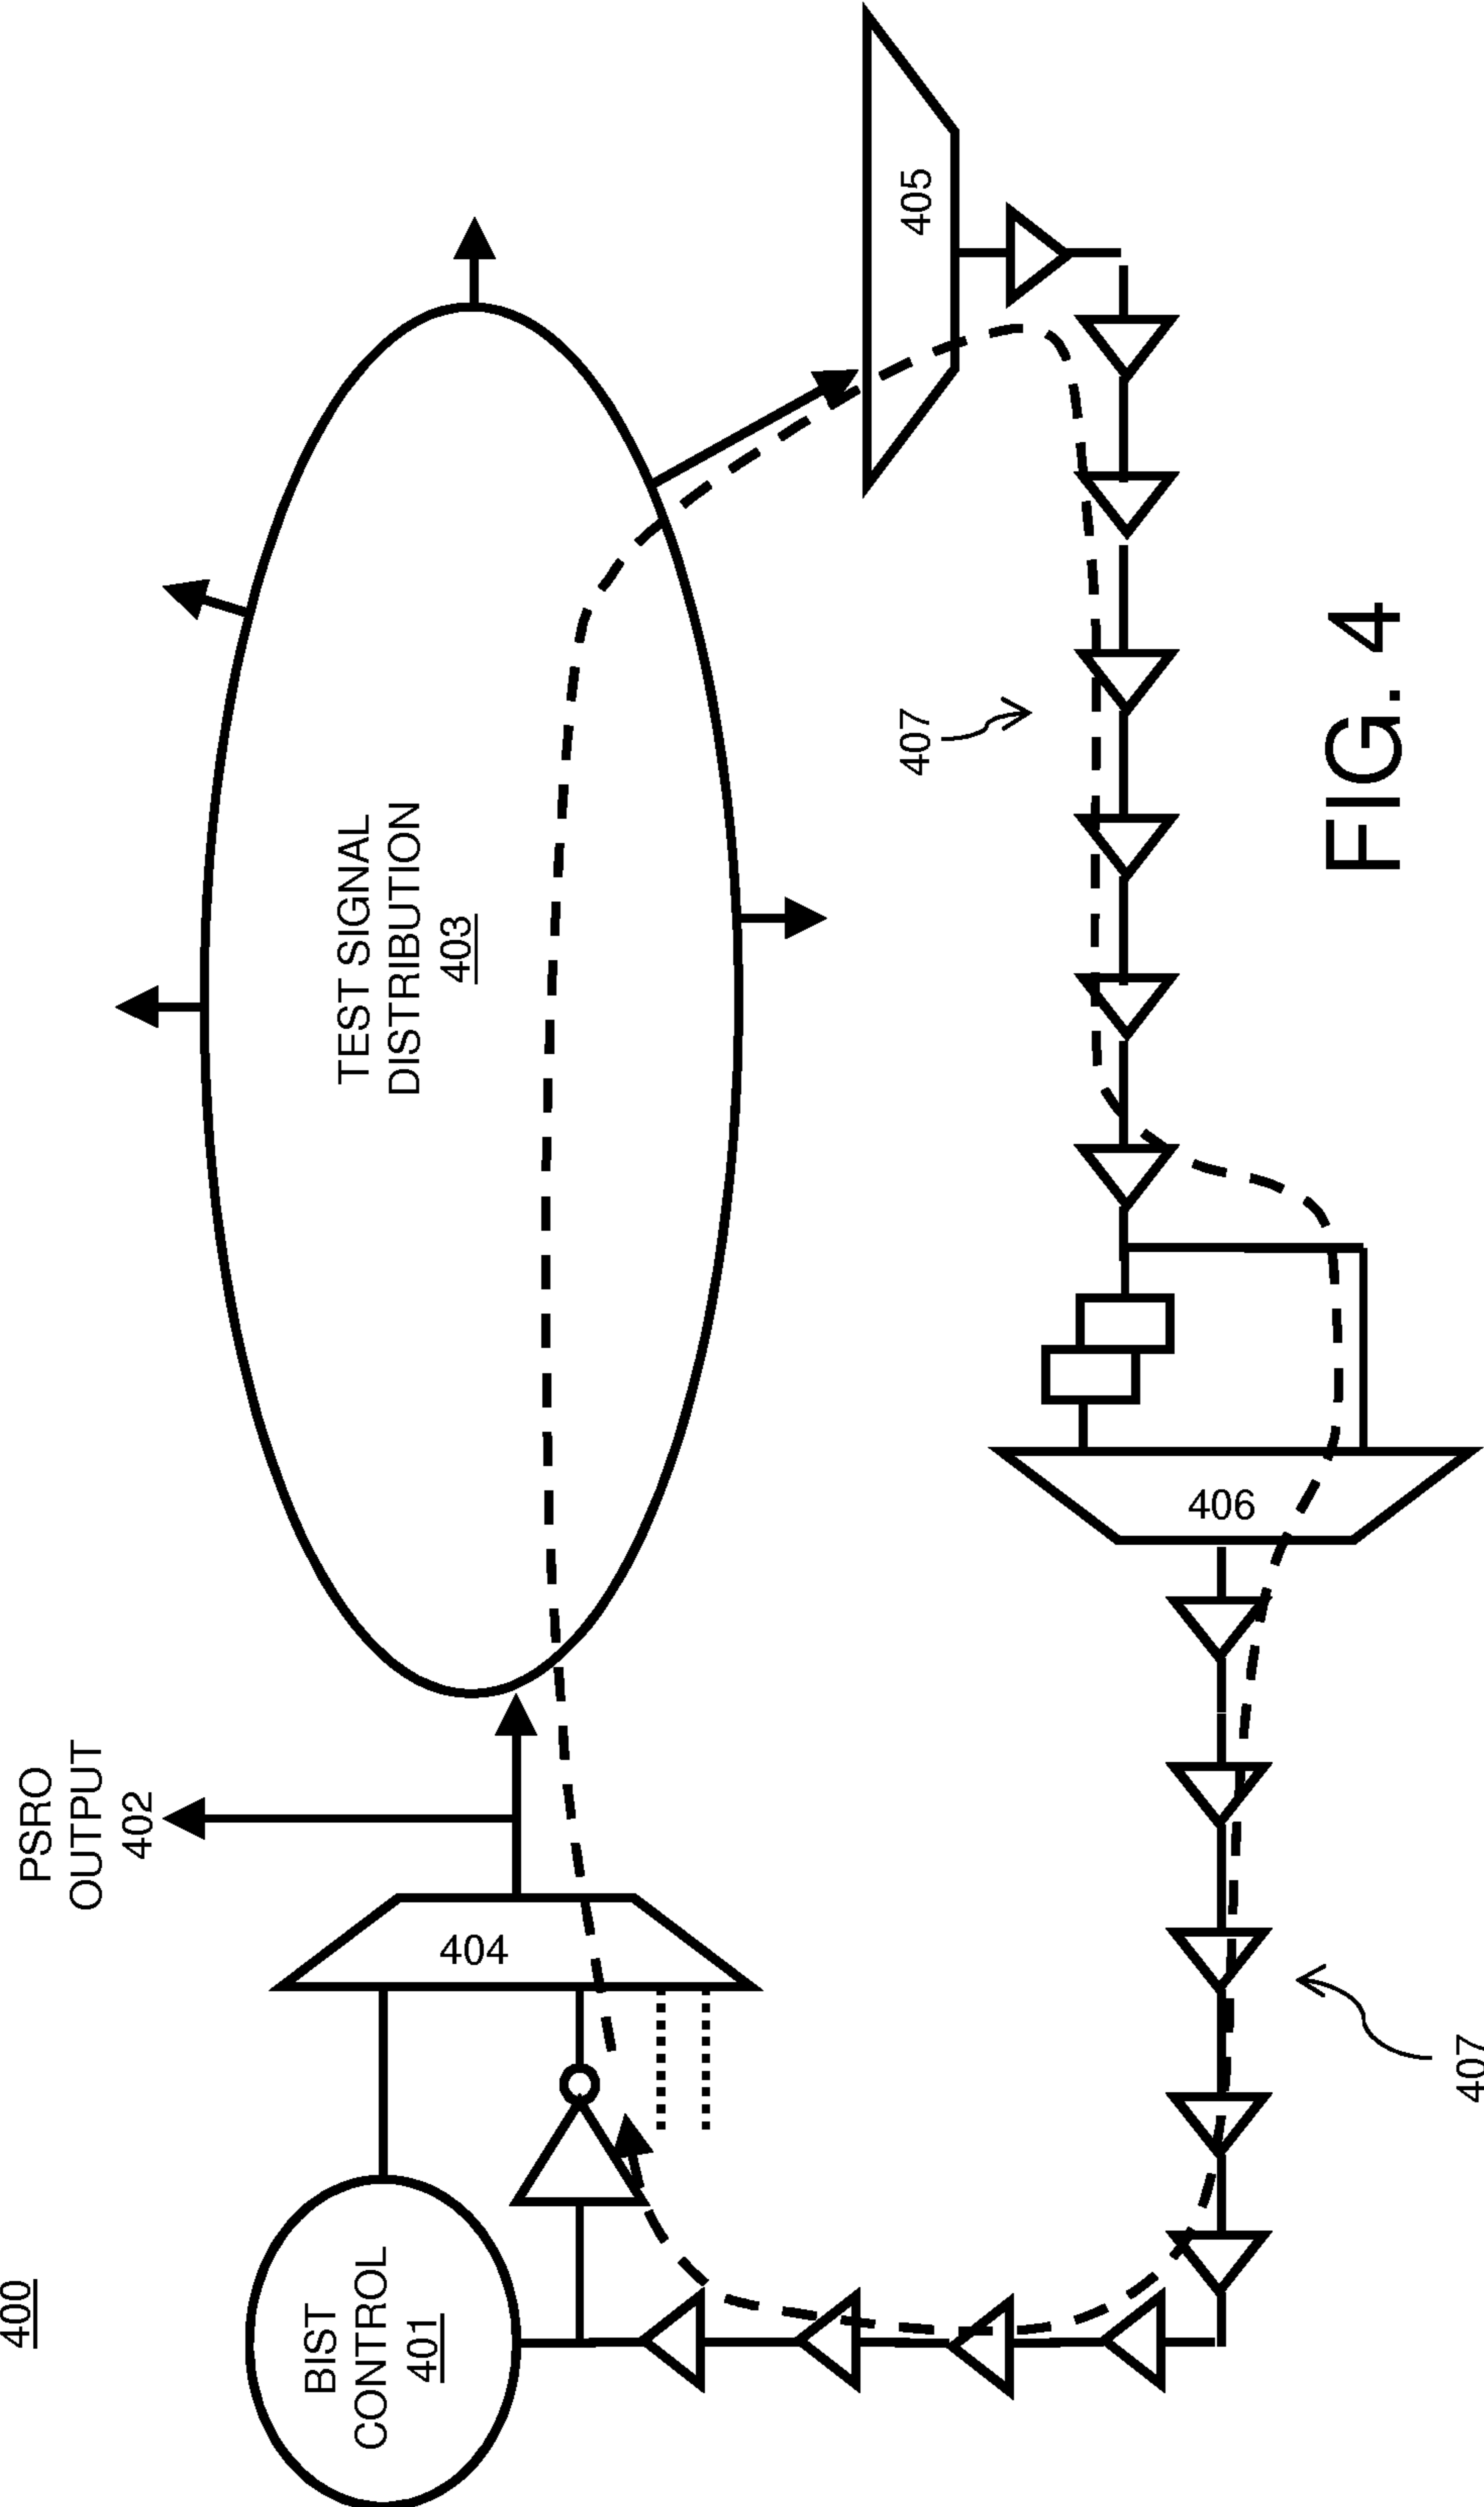 400
PSRO
OUTPUT
402
BIST
CONTROL
401
404
TEST SIGNAL
DISTRIBUTION
403
405
407
406
407
FIG. 4